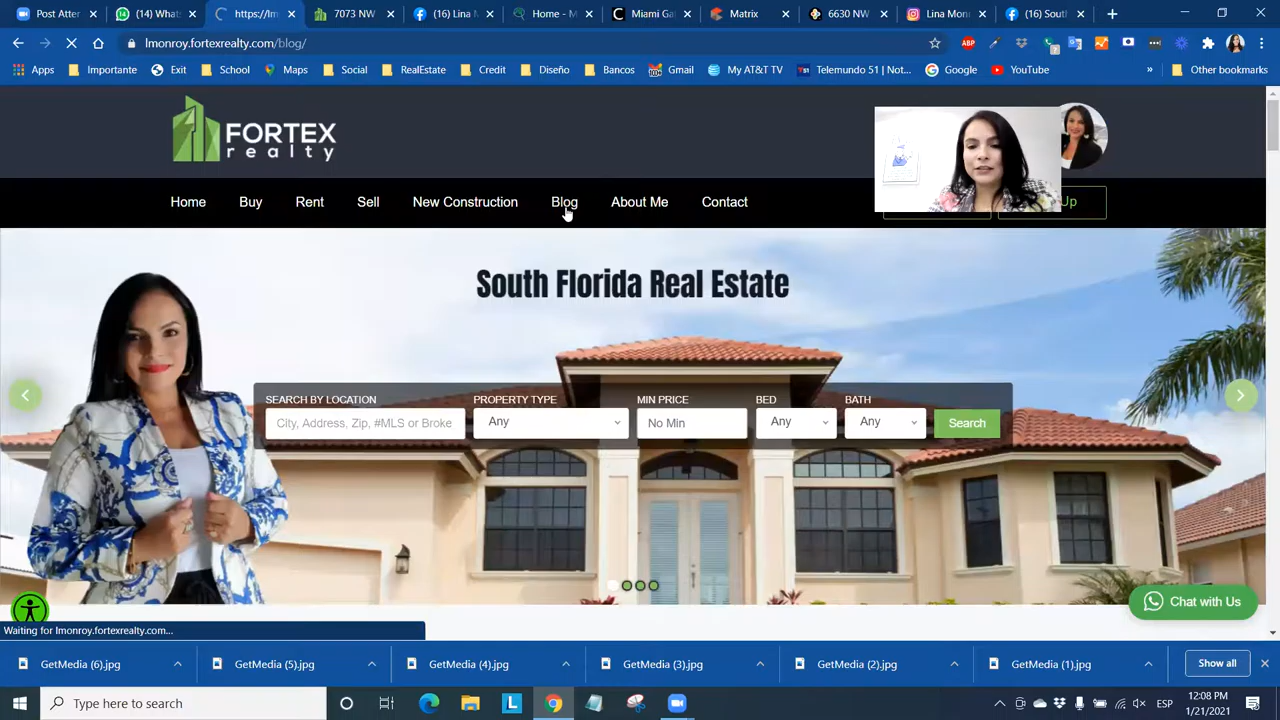 Post Atter
(14) Whats
https://lm
7073 NW
(16) Lina M
Home - M
Miami Ga
Matrix
6630 NW
Lina Mon
(16) South
lmonroy.fortexrealty.com/blog/
ABP
Apps
Importante
Exit
School
Maps
Social
RealEstate
Credit
Diseño
Bancos
Gmail
My AT&T TV
Telemundo 51 | Not...
Google
YouTube
»
Other bookmarks
FORTEX
realty
Home
Buy
Rent
Sell
New Construction
Blog
About Me
Contact
Up
South Florida Real Estate
SEARCH BY LOCATION
PROPERTY TYPE
MIN PRICE
BED
BATH
City, Address, Zip, #MLS or Broke
Any
No Min
Any
Any
Search
Chat with Us
Waiting for lmonroy.fortexrealty.com...
GetMedia (6).jpg
GetMedia (5).jpg
GetMedia (4).jpg
GetMedia (3).jpg
GetMedia (2).jpg
GetMedia (1).jpg
Show all
Type here to search
L
ESP
12:08 PM
1/21/2021